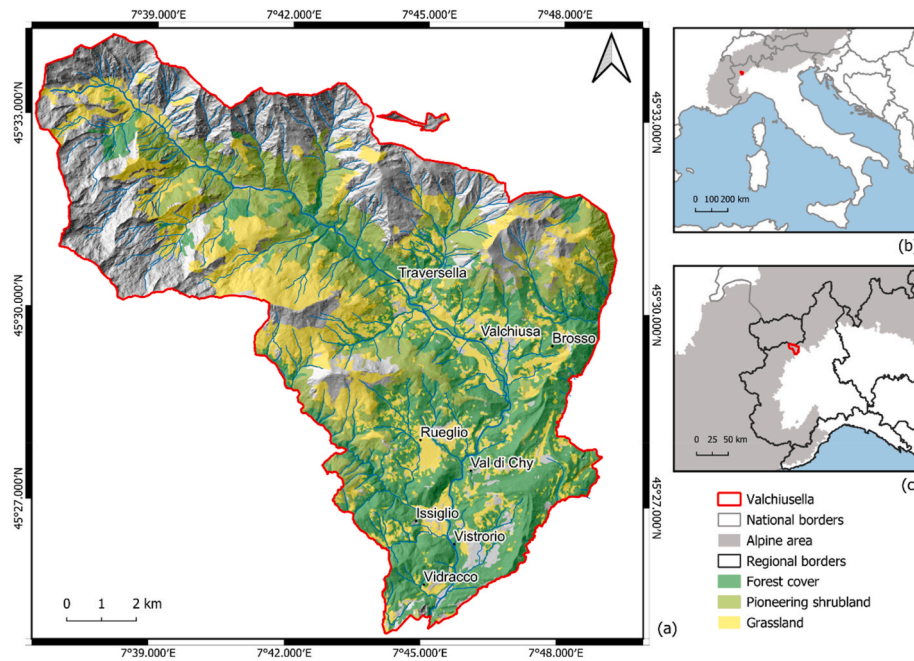 7°39.000'E 7°42.000'E 7°45.000'E 7°48.000'E
45°33.000'N
45°30.000'N
45°27.000'N
Traversella
Valchiusa
Brosso
Rueglio
Val di Chy
Issiglio
Vistrorio
Vidracco
0 1 2 km
(a)
7°39.000'E 7°42.000'E 7°45.000'E 7°48.000'E
45°33.000'N
45°30.000'N
45°27.000'N
0 100 200 km
(b)
0 25 50 km
(c)
Valchiusella
National borders
Alpine area
Regional borders
Forest cover
Pioneering shrubland
Grassland